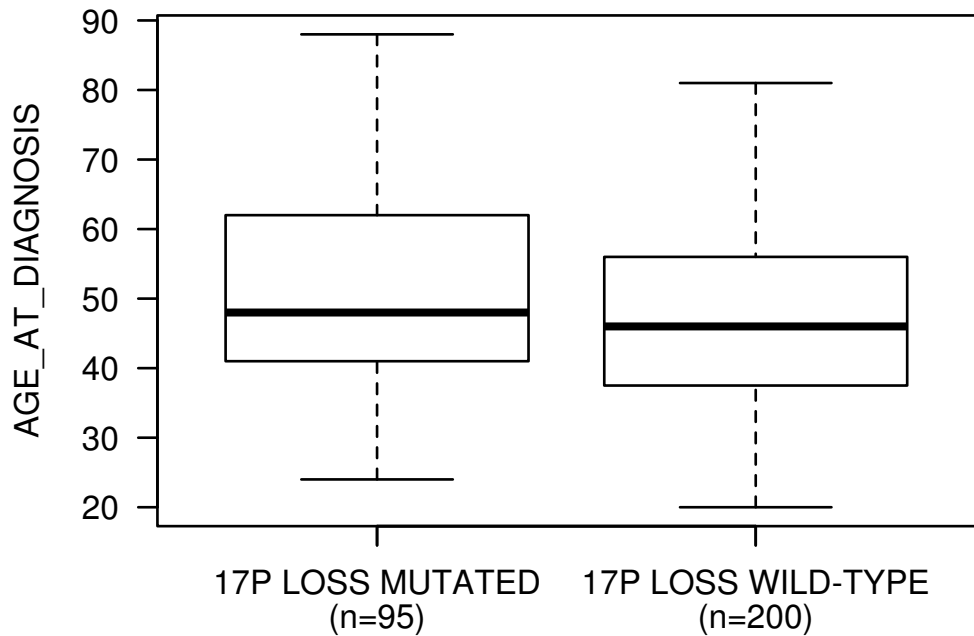 AGE_AT_DIAGNOSIS
90
80
70
60
50
40
30
20
17P LOSS MUTATED
(n=95)
17P LOSS WILD-TYPE
(n=200)